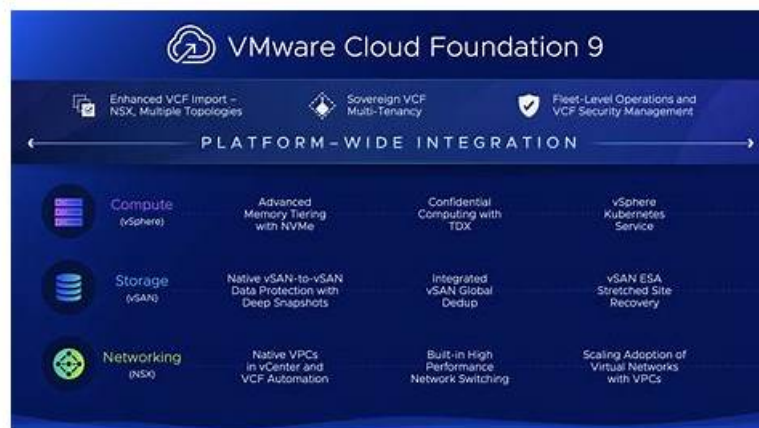 VMware Cloud Foundation 9
Enhanced VCF Import –
NSX, Multiple Topologies
Sovereign VCF
Multi-Tenancy
Fleet-Level Operations and
VCF Security Management
PLATFORM–WIDE INTEGRATION
Compute
(vSphere)
Advanced
Memory Tiering
with NVMe
Confidential
Computing with
TDX
vSphere
Kubernetes
Service
Storage
(vSAN)
Native vSAN-to-vSAN
Data Protection with
Deep Snapshots
Integrated
vSAN Global
Dedup
vSAN ESA
Stretched Site
Recovery
Networking
(NSX)
Native VPCs
in vCenter and
VCF Automation
Built-in High
Performance
Network Switching
Scaling Adoption of
Virtual Networks
with VPCs